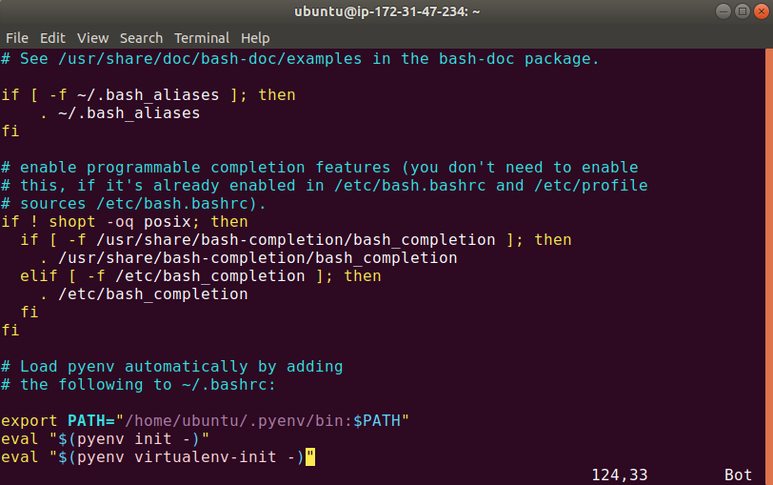 ubuntu@ip-172-31-47-234: ~
File Edit View Search Terminal Help
# See /usr/share/doc/bash-doc/examples in the bash-doc package.
if [ -f ~/.bash_aliases ]; then
    . ~/.bash_aliases
fi
# enable programmable completion features (you don't need to enable
# this, if it's already enabled in /etc/bash.bashrc and /etc/profile
# sources /etc/bash.bashrc).
if ! shopt -oq posix; then
  if [ -f /usr/share/bash-completion/bash_completion ]; then
    . /usr/share/bash-completion/bash_completion
  elif [ -f /etc/bash_completion ]; then
    . /etc/bash_completion
  fi
fi
# Load pyenv automatically by adding
# the following to ~/.bashrc:
export PATH="/home/ubuntu/.pyenv/bin:$PATH"
eval "$(pyenv init -)"
eval "$(pyenv virtualenv-init -)"
124,33 Bot